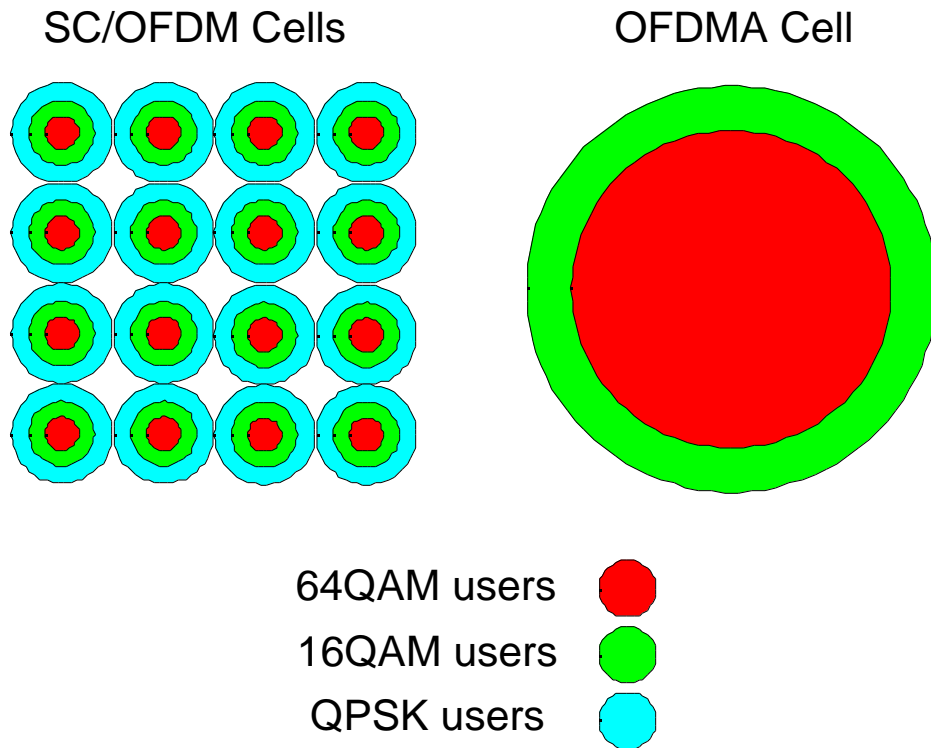 SC/OFDM Cells
OFDMA Cell
64QAM users
16QAM users
QPSK users